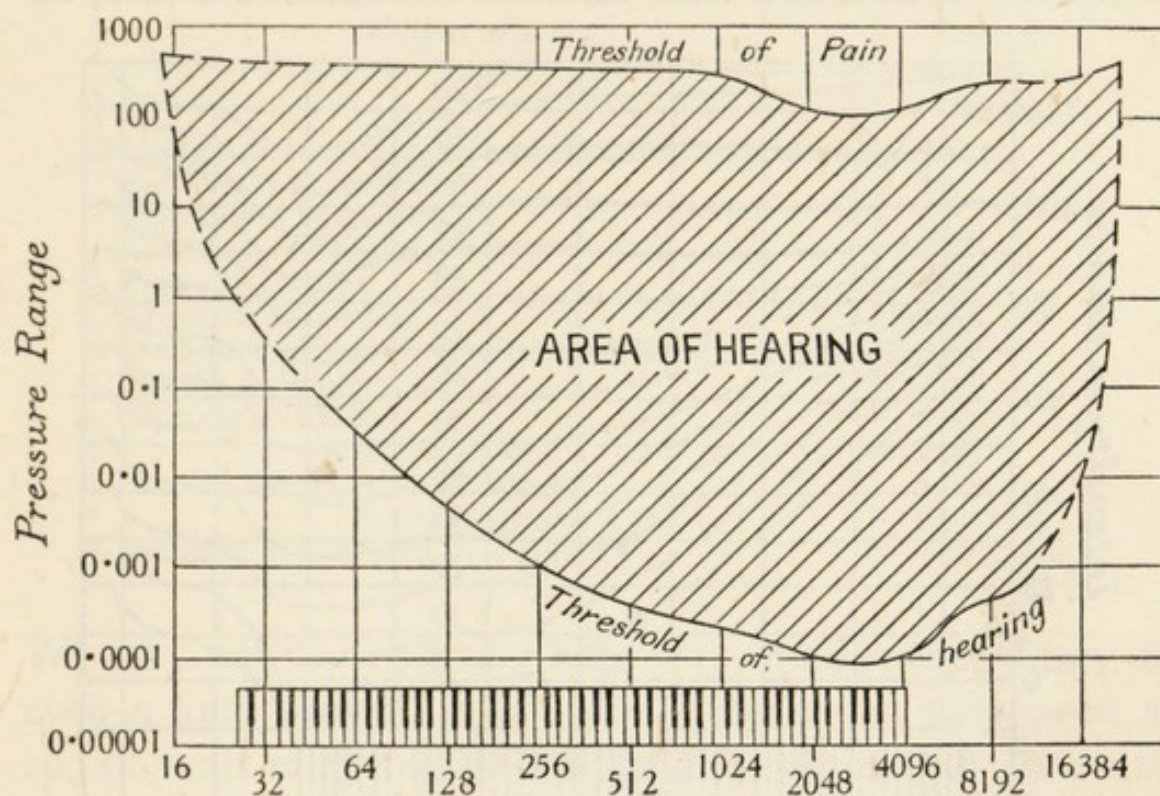 1000
Threshold of Pain
100
10
1
AREA OF HEARING
0·1
0·01
0·001
Threshold of. hearing
0·0001
0·00001
Pressure Range
16 32 64 128 256 512 1024 2048 4096 8192 16384